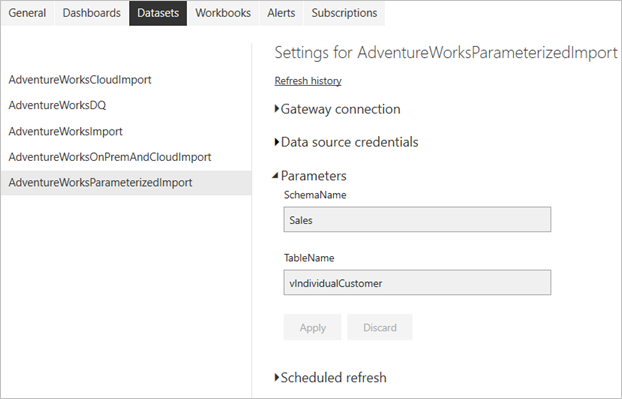 General Dashboards Datasets Workbooks Alerts Subscriptions
AdventureWorksCloudImport
AdventureWorksDQ
AdventureWorksImport
AdventureWorksOnPremAndCloudImport
AdventureWorksParameterizedImport
Settings for AdventureWorksParameterizedImport
Refresh history
Gateway connection
Data source credentials
Parameters
SchemaName
Sales
TableName
vIndividualCustomer
Apply Discard
Scheduled refresh